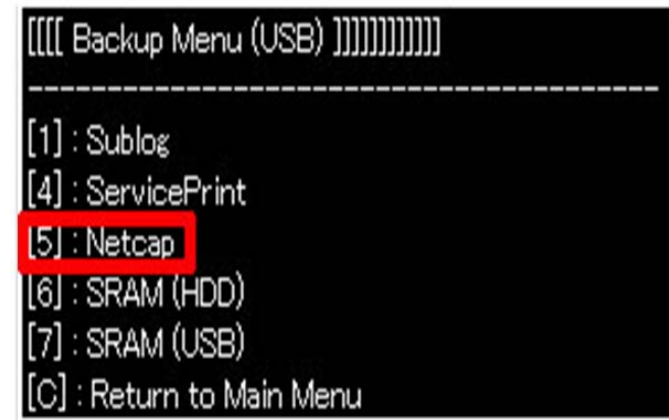 [[[[ Backup Menu (USB) ]]]]]]]]]]]]
--------------------------------------------
[1] : Sublog
[4] : ServicePrint
[5] : Netcap
[6] : SRAM (HDD)
[7] : SRAM (USB)
[C] : Return to Main Menu